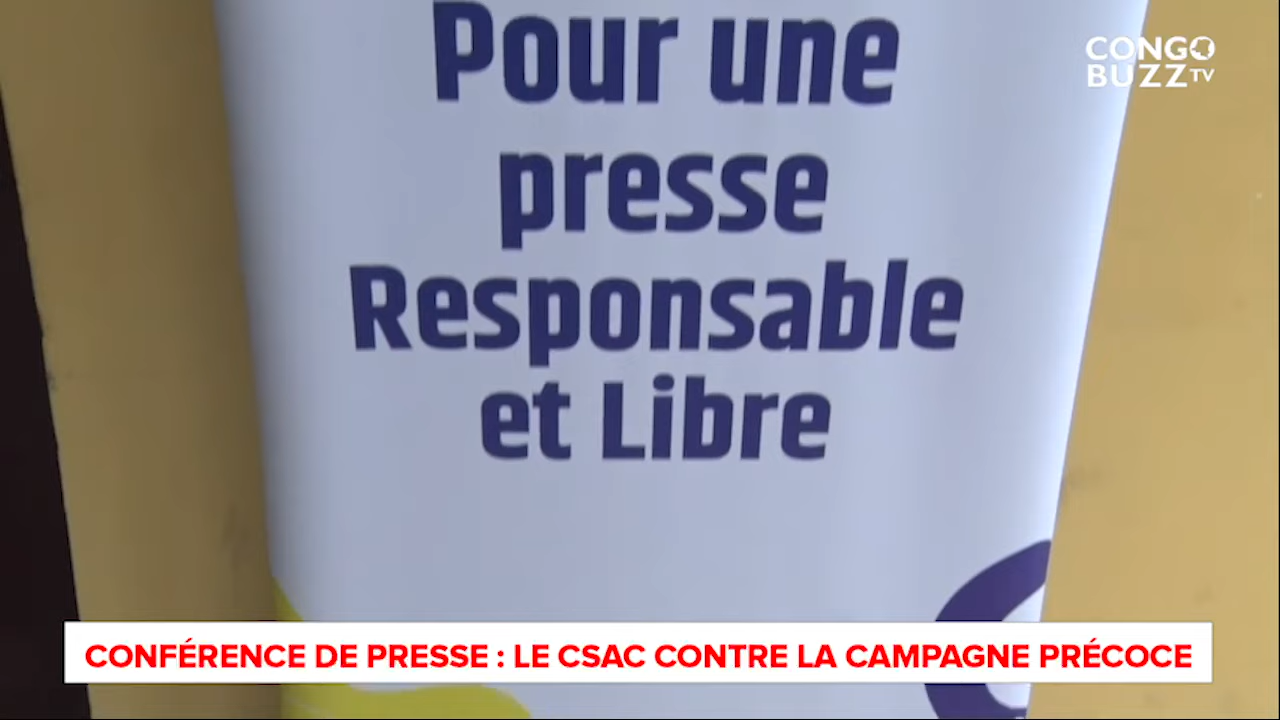 Pour une
presse
Responsable
et Libre
CONGO
BUZZ TV
CONFÉRENCE DE PRESSE : LE CSAC CONTRE LA CAMPAGNE PRÉCOCE